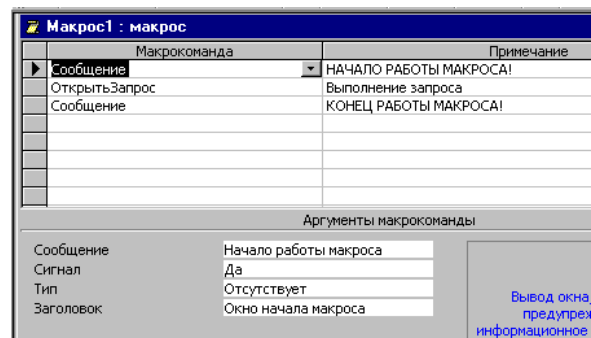 Макрос1 : макрос
Макрокоманда Примечание
Сообщение НАЧАЛО РАБОТЫ МАКРОСА!
ОткрытьЗапрос Выполнение запроса
Сообщение КОНЕЦ РАБОТЫ МАКРОСА!
Аргументы макрокоманды
Сообщение Начало работы макроса
Сигнал Да
Тип Отсутствует
Заголовок Окно начала макроса
Вывод окна,
предупреж
информационное